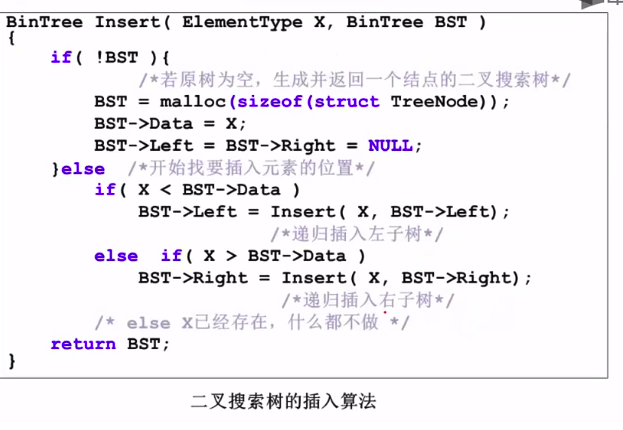 BinTree Insert( ElementType X, BinTree BST )
{
    if( !BST ){
            /*若原树为空，生成并返回一个结点的二叉搜索树*/
        BST = malloc(sizeof(struct TreeNode));
        BST->Data = X;
        BST->Left = BST->Right = NULL;
    }else  /*开始找要插入元素的位置*/
        if( X < BST->Data )
            BST->Left = Insert( X, BST->Left);
                        /*递归插入左子树*/
        else  if( X > BST->Data )
            BST->Right = Insert( X, BST->Right);
                         /*递归插入右子树*/
        /* else X已经存在，什么都不做 */
    return BST;
}
二叉搜索树的插入算法